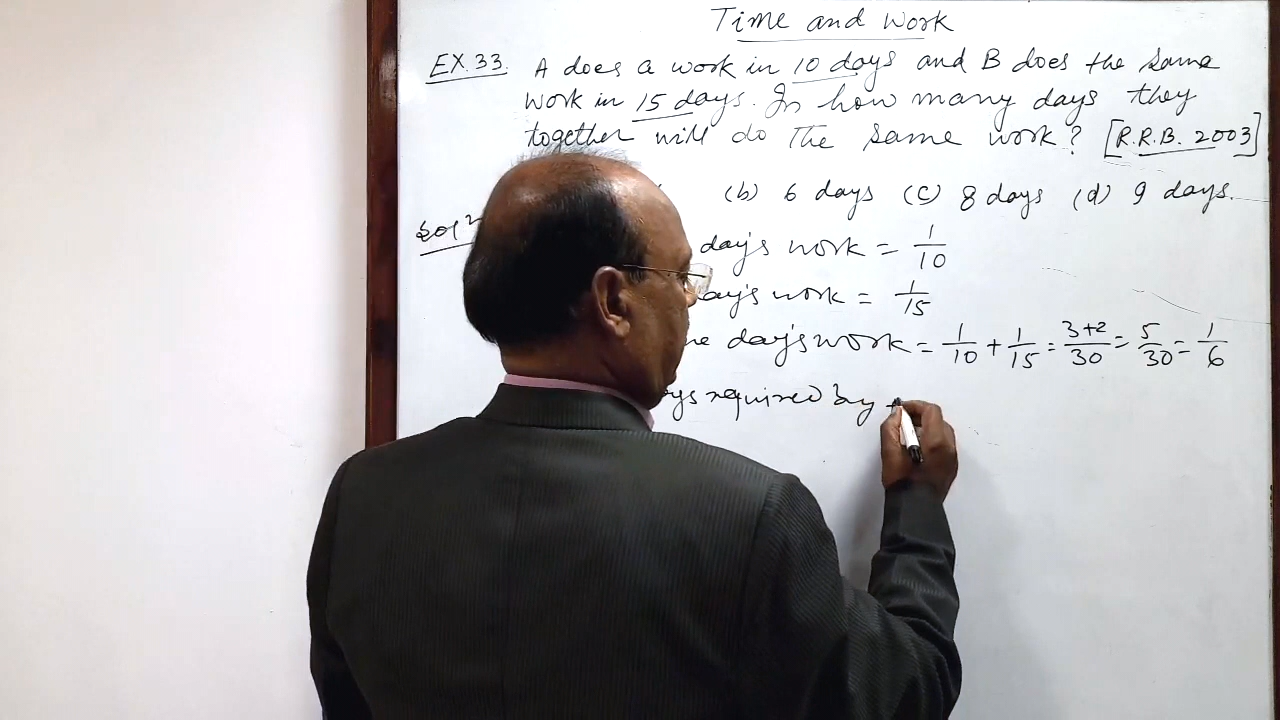 Time and Work
EX.33. A does a work in 10 days and B does the same
work in 15 days. In how many days they
together will do the same work? [R.R.B. 2003]
(b) 6 days (c) 8 days (d) 9 days.
Solⁿ
day's work = 1/10
day's work = 1/15
day's work = 1/10 + 1/15 = 3+2/30 = 5/30 = 1/6
required by